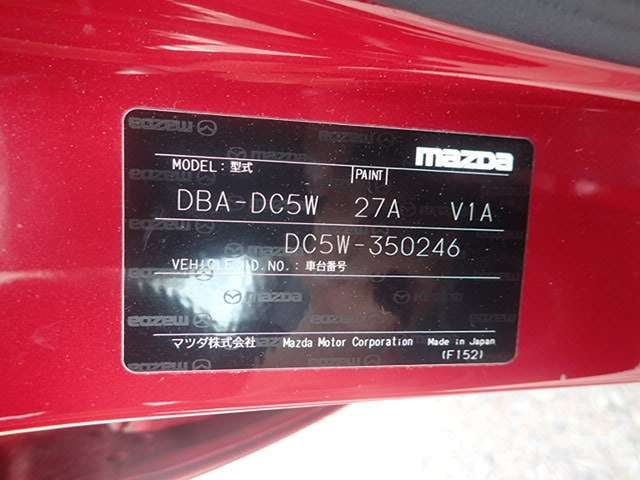 mazda
MODEL: 型式 PAINT
DBA-DC5W 27A V1A
DC5W-350246
VEHICLE I.D.NO.: 車台番号
mazda
マツダ株式会社 Mazda Motor Corporation Made in Japan
(F152)